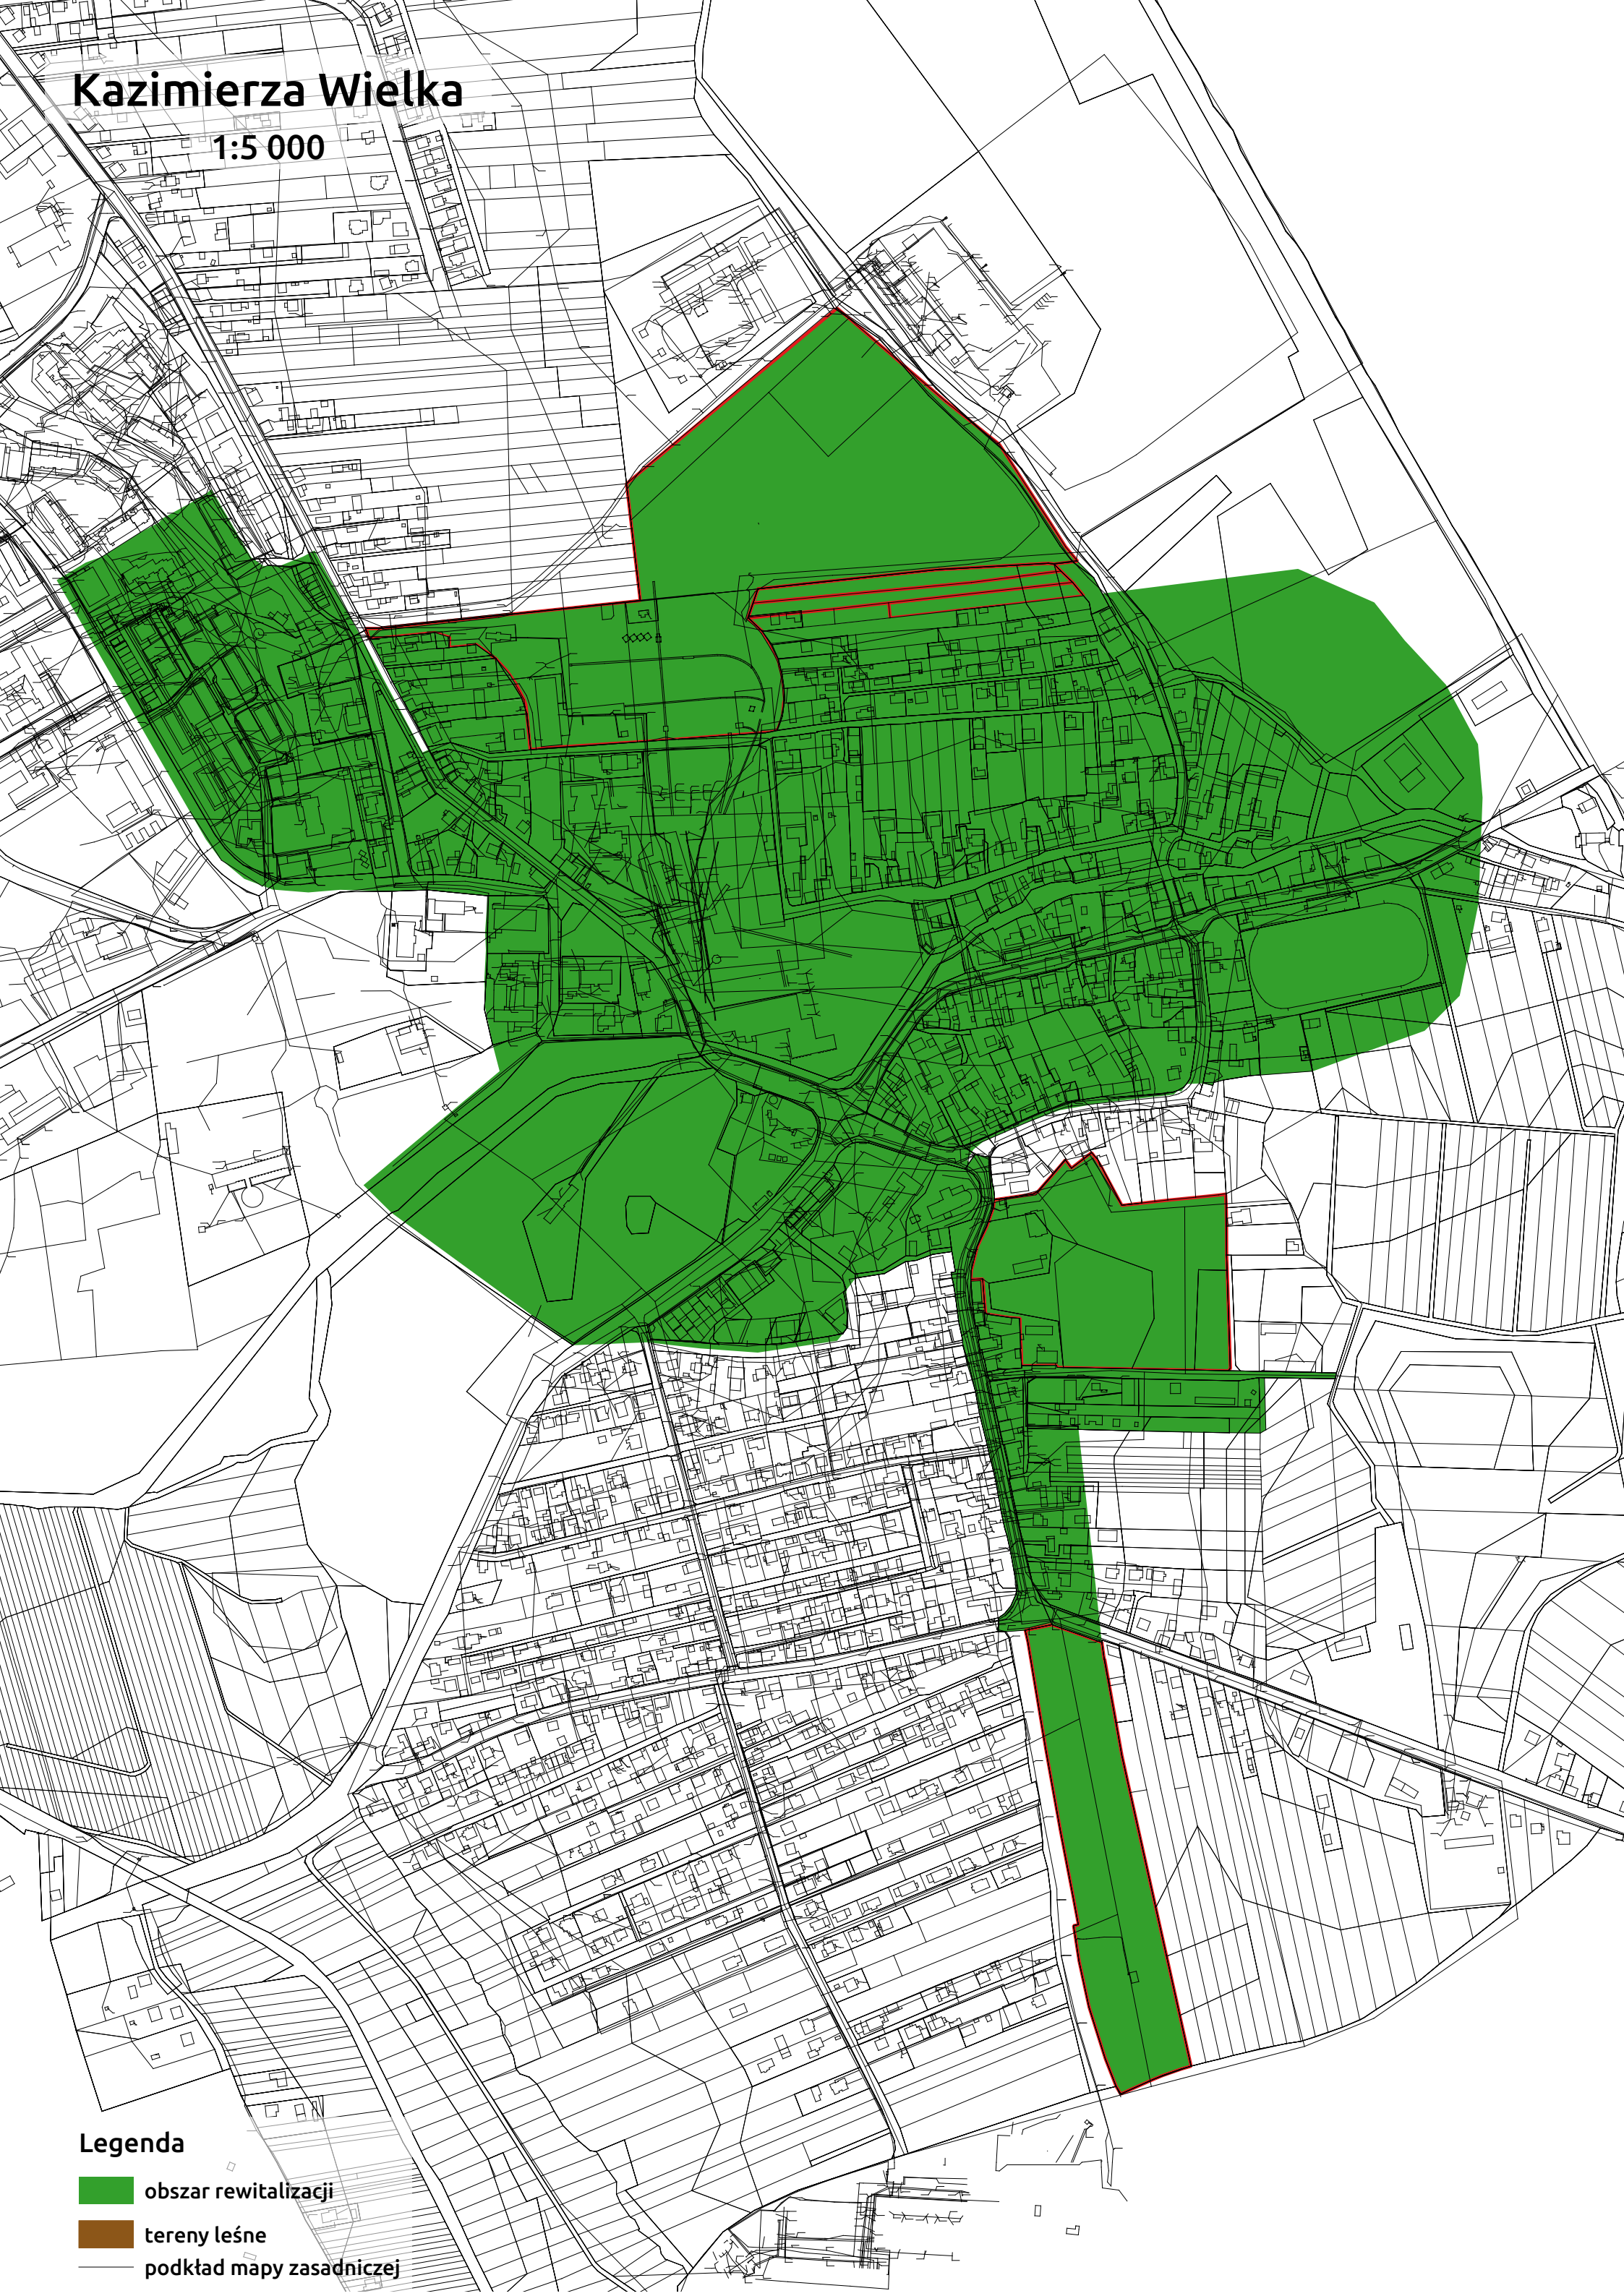 Kazimierza Wielka
1:5 000
Legenda
obszar rewitalizacji
tereny leśne
podkład mapy zasadniczej